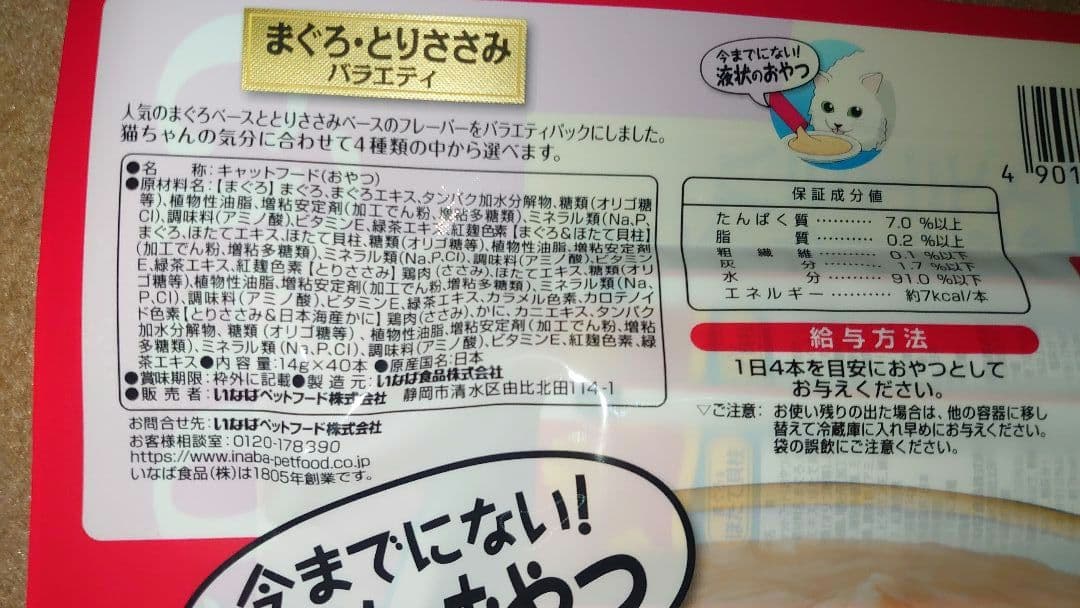 まぐろ・とりささみ
バラエティ
人気のまぐろベースととりささみベースのフレーバーをバラエティパックにしました。
猫ちゃんの気分に合わせて4種類の中から選べます。
●名　称:キャットフード(おやつ)
●原材料名:【まぐろ】まぐろ、まぐろエキス、タンパク加水分解物、糖類(オリゴ糖
等)、植物性油脂、増粘安定剤(加工でん粉、増粘多糖類)、ミネラル類(Na、P、
Cl)、調味料(アミノ酸)、ビタミンE、緑茶エキス、紅麹色素【まぐろ&ほたて貝柱】
まぐろ、ほたてエキス、ほたて貝柱、糖類(オリゴ糖等)、植物性油脂、増粘安定剤
(加工でん粉、増粘多糖類)、ミネラル類(Na、P、Cl)、調味料(アミノ酸)、ビタミン
E、緑茶エキス、紅麹色素【とりささみ】鶏肉(ささみ)、ほたてエキス、糖類(オリ
ゴ糖等)、植物性油脂、増粘安定剤(加工でん粉、増粘多糖類)、ミネラル類(Na、
P、Cl)、調味料(アミノ酸)、ビタミンE、緑茶エキス、カラメル色素、カロテノイ
ド色素【とりささみ&日本海産かに】鶏肉(ささみ)、かに、カニエキス、タンパク
加水分解物、糖類(オリゴ糖等)、植物性油脂、増粘安定剤(加工でん粉、増粘
多糖類)、ミネラル類(Na、P、Cl)、調味料(アミノ酸)、ビタミンE、紅麹色素、緑
茶エキス●内容量:14g×40本●原産国名:日本
●賞味期限:枠外に記載●製造元:いなば食品株式会社
●販売者:いなばペットフード株式会社 静岡市清水区由比北田114-1
お問合せ先:いなばペットフード株式会社
お客様相談室:0120-178390
https://www.inaba-petfood.co.jp
いなば食品(株)は1805年創業です。
今までにない!
液状のおやつ
4 901
保証成分値
たんぱく質 ………… 7.0 %以上
脂質 ………… 0.2 %以上
粗繊維 ………… 0.1 %以下
灰分 ………… 1.7 %以下
水分 ………… 91.0 %以下
エネルギー ………… 約7kcal/本
給与方法
1日4本を目安におやつとして
お与えください。
▽ご注意: お使い残りの出た場合は、他の容器に移し
替えて冷蔵庫に入れ早めにお与えください。
袋の誤飲にご注意ください。
今までにない!
おやつ